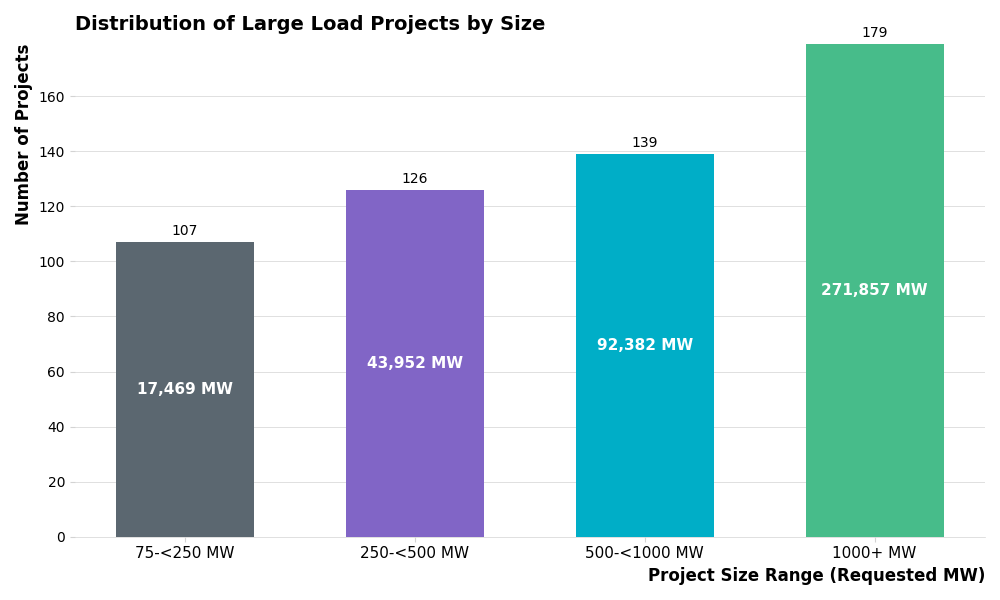 Distribution of Large Load Projects by Size
Number of Projects
160
140
120
100
80
60
40
20
0
107
126
139
179
17,469 MW
43,952 MW
92,382 MW
271,857 MW
75-<250 MW
250-<500 MW
500-<1000 MW
1000+ MW
Project Size Range (Requested MW)